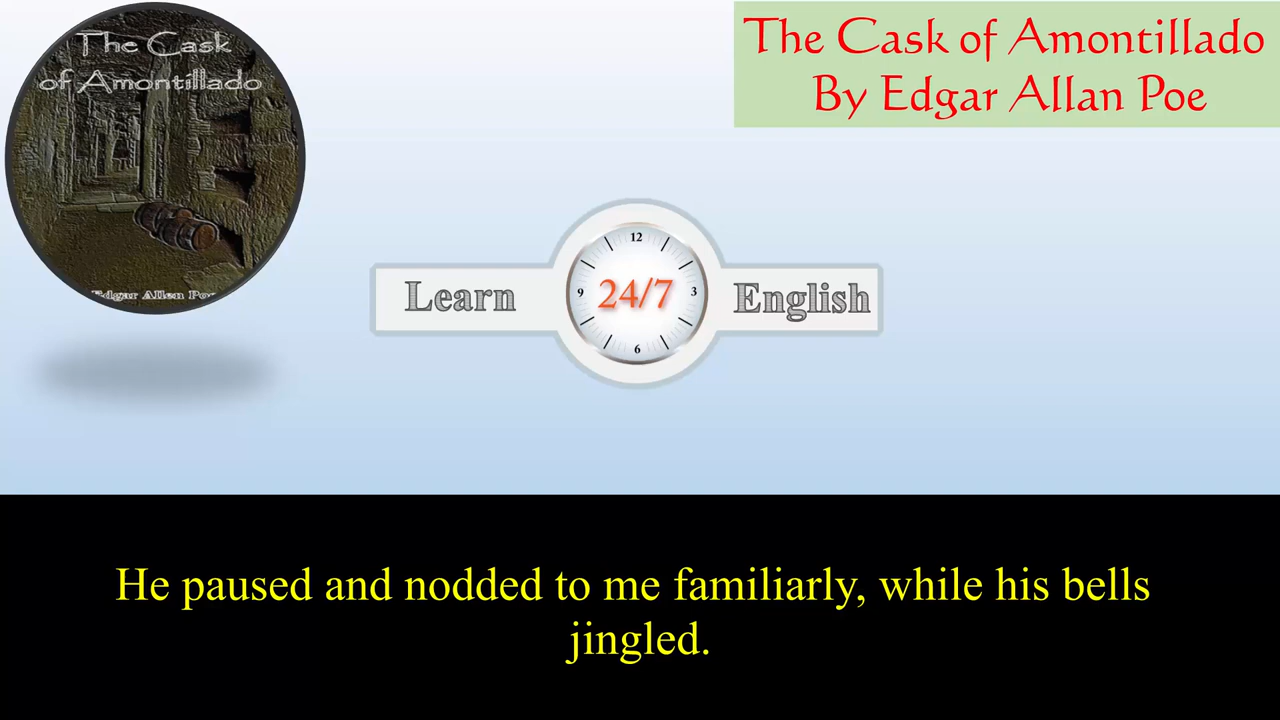 The Cask
of Amontillado
Edgar Allen Poe
The Cask of Amontillado
By Edgar Allan Poe
Learn
24/7
English
12
3
6
9
He paused and nodded to me familiarly, while his bells
jingled.